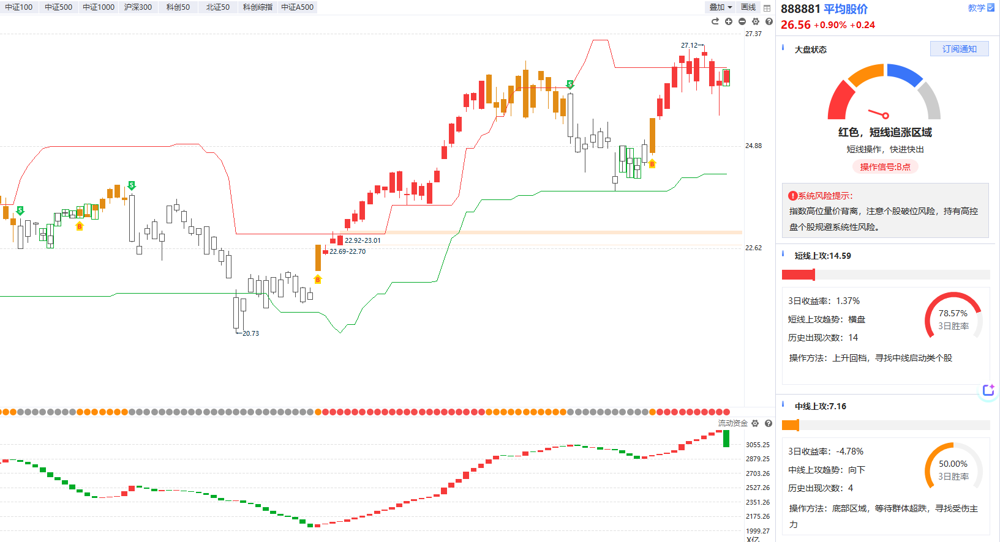 中证100 中证500 中证1000 沪深300 科创50 北证50 科创综指 中证A500
叠加 画线
27.37
27.12
S
S
S
24.88
B
B
22.92-23.01
22.69-22.70
22.62
B
20.73
流动资金
3055.25
2879.25
2703.26
2527.26
2351.26
2175.26
1999.27
X亿
888881 平均股价 教学
26.56 +0.90% +0.24
大盘状态 订阅通知
红色，短线追涨区域
短线操作，快进快出
操作信号:B点
系统风险提示：
指数高位量价背离，注意个股破位风险，持有高控
盘个股规避系统性风险。
短线上攻:14.59
3日收益率：1.37%
短线上攻趋势：横盘
历史出现次数：14
78.57%
3日胜率
操作方法：上升回档，寻找中线启动类个股
中线上攻:7.16
3日收益率：-4.78%
中线上攻趋势：向下
历史出现次数：4
50.00%
3日胜率
操作方法：底部区域，等待群体超跌，寻找受伤主
力